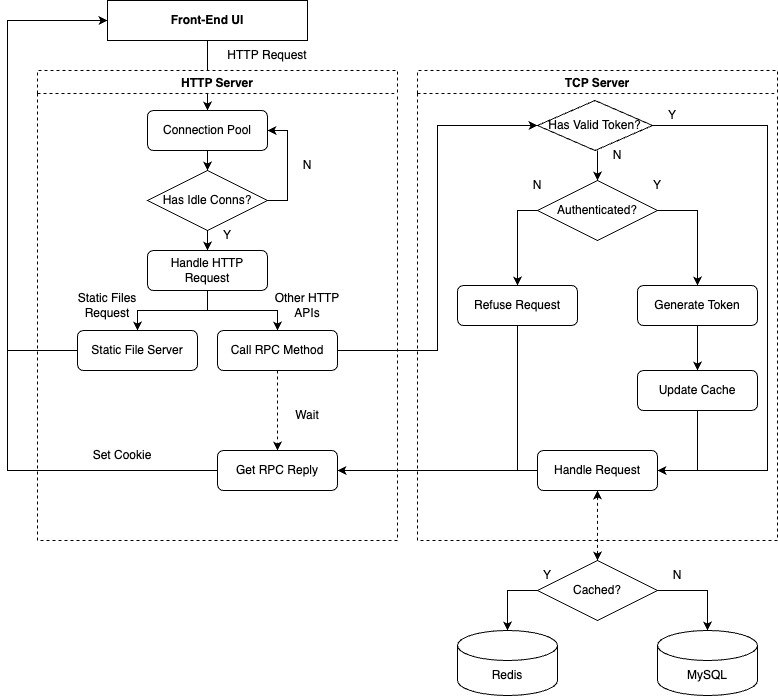 Front-End UI
HTTP Request
HTTP Server
Connection Pool
N
Has Idle Conns?
Y
Handle HTTP
Request
Static Files
Request
Other HTTP
APIs
Static File Server
Call RPC Method
Wait
Set Cookie
Get RPC Reply
TCP Server
Has Valid Token?
Y
N
N
Y
Authenticated?
Refuse Request
Generate Token
Update Cache
Handle Request
Y
N
Cached?
Redis
MySQL